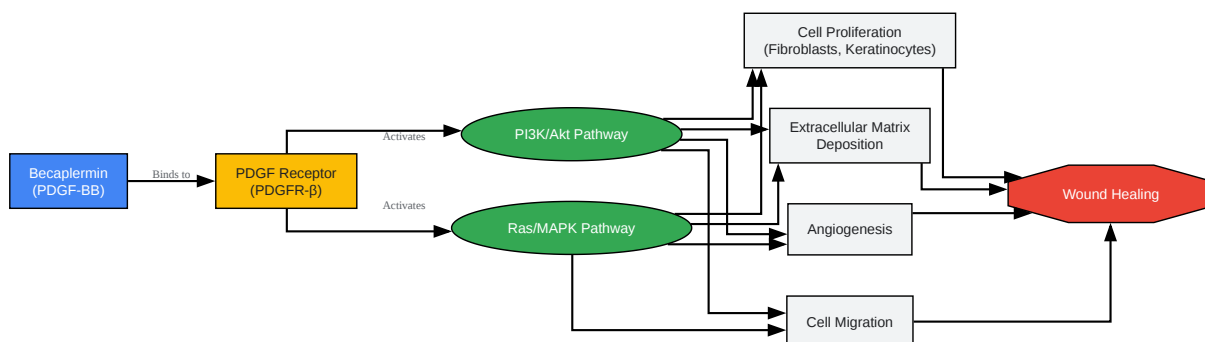 Cell Proliferation
(Fibroblasts, Keratinocytes)
PI3K/Akt Pathway
Activates
Extracellular Matrix
Deposition
Becaplermin
(PDGF-BB)
Binds to
PDGF Receptor
(PDGFR-β)
Wound Healing
Activates
Ras/MAPK Pathway
Angiogenesis
Cell Migration